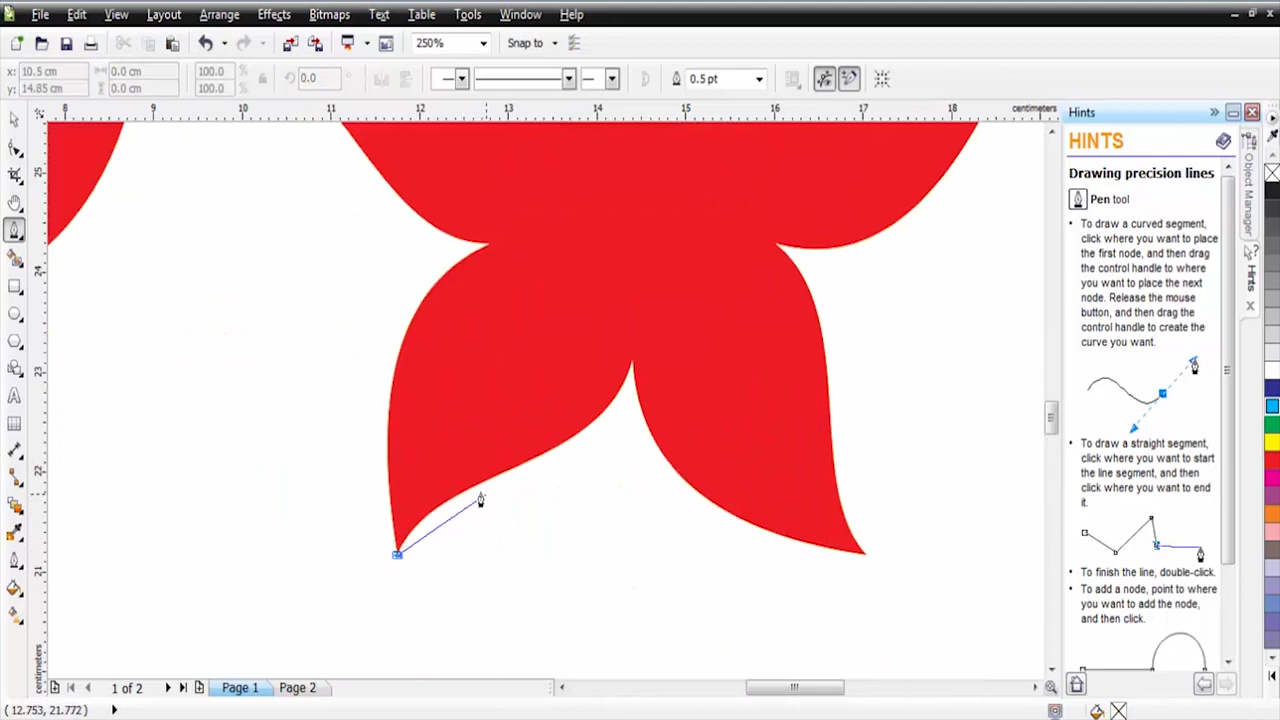 File Edit View Layout Arrange Effects Bitmaps Text Table Tools Window Help
250% Snap to
x: 10.5 cm 0.0 cm 100.0 % 0.0 ° 0.5 pt
y: 14.85 cm 0.0 cm 100.0 %
8 9 10 11 12 13 14 15 16 17 18 centimeters
25
24
23
22
21
centimeters
Hints
HINTS
Drawing precision lines
Pen tool
• To draw a curved segment,
click where you want to place
the first node, and then drag
the control handle to where
you want to place the next
node. Release the mouse
button, and then drag the
control handle to create the
curve you want.
• To draw a straight segment,
click where you want to start
the line segment, and then
click where you want to end
it.
• To finish the line, double-click.
• To add a node, point to where
you want to add the node,
and then click.
Object Manager
Hints
1 of 2 Page 1 Page 2
(12.753, 21.772)